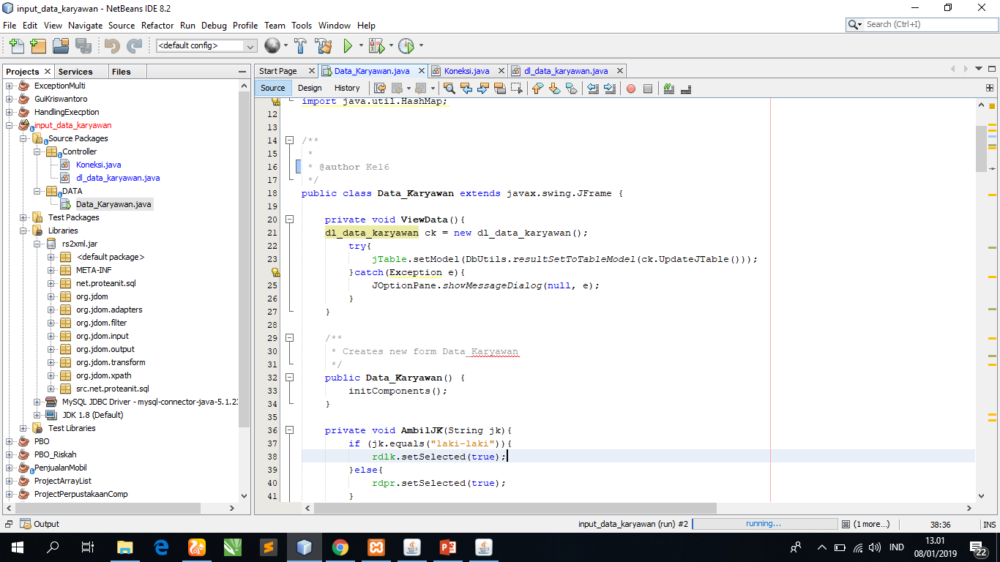 input_data_karyawan - NetBeans IDE 8.2
File Edit View Navigate Source Refactor Run Debug Profile Team Tools Window Help
Search (Ctrl+I)
<default config>
Projects
Services
Files
ExceptionMulti
GuiKriswantoro
HandlingExecption
input_data_karyawan
Source Packages
Controller
Koneksi.java
dl_data_karyawan.java
DATA
Data_Karyawan.java
Test Packages
Libraries
rs2xml.jar
<default package>
META-INF
net.proteanit.sql
org.jdom
org.jdom.adapters
org.jdom.filter
org.jdom.input
org.jdom.output
org.jdom.transform
org.jdom.xpath
src.net.proteanit.sql
MySQL JDBC Driver - mysql-connector-java-5.1.23
JDK 1.8 (Default)
Test Libraries
PBO
PBO_Riskah
PenjualanMobil
ProjectArrayList
ProjectPerpustakaanComp
Start Page
Data_Karyawan.java
Koneksi.java
dl_data_karyawan.java
Source Design History
import java.util.HashMap;
12
13
14 /**
15 *
16 * @author Kel6
17 */
18 public class Data_Karyawan extends javax.swing.JFrame {
19
20 private void ViewData(){
21 dl_data_karyawan ck = new dl_data_karyawan();
22 try{
23 jTable.setModel(DbUtils.resultSetToTableModel(ck.UpdateJTable()));
}catch(Exception e){
25 JOptionPane.showMessageDialog(null, e);
26 }
27 }
28
29 /**
30 * Creates new form Data_Karyawan
31 */
32 public Data_Karyawan() {
33 initComponents();
34 }
35
36 private void AmbilJK(String jk){
37 if (jk.equals("laki-laki")){
38 rdlk.setSelected(true);
39 }else{
40 rdpr.setSelected(true);
41 }
Output
input_data_karyawan (run) #2
running...
(1 more...)
38:36
INS
IND
13.01
08/01/2019
22